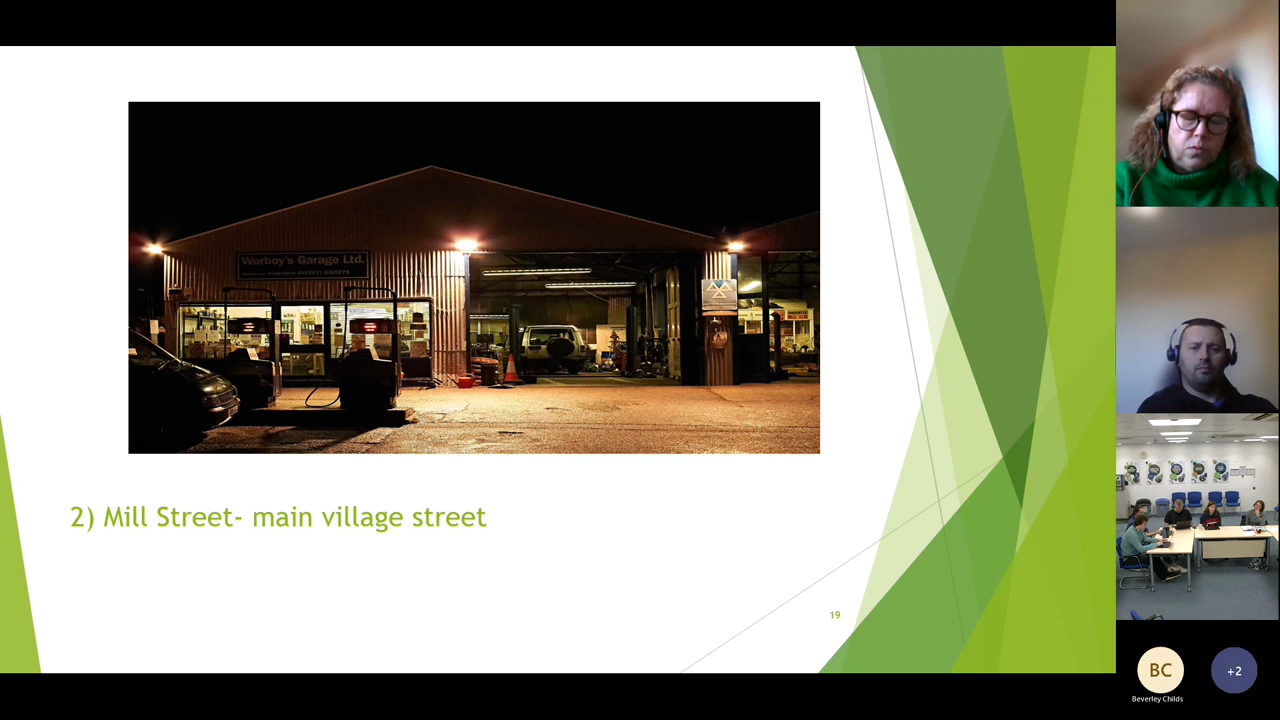 Worboy's Garage Ltd.
2) Mill Street- main village street
19
BC
+2
Beverley Childs